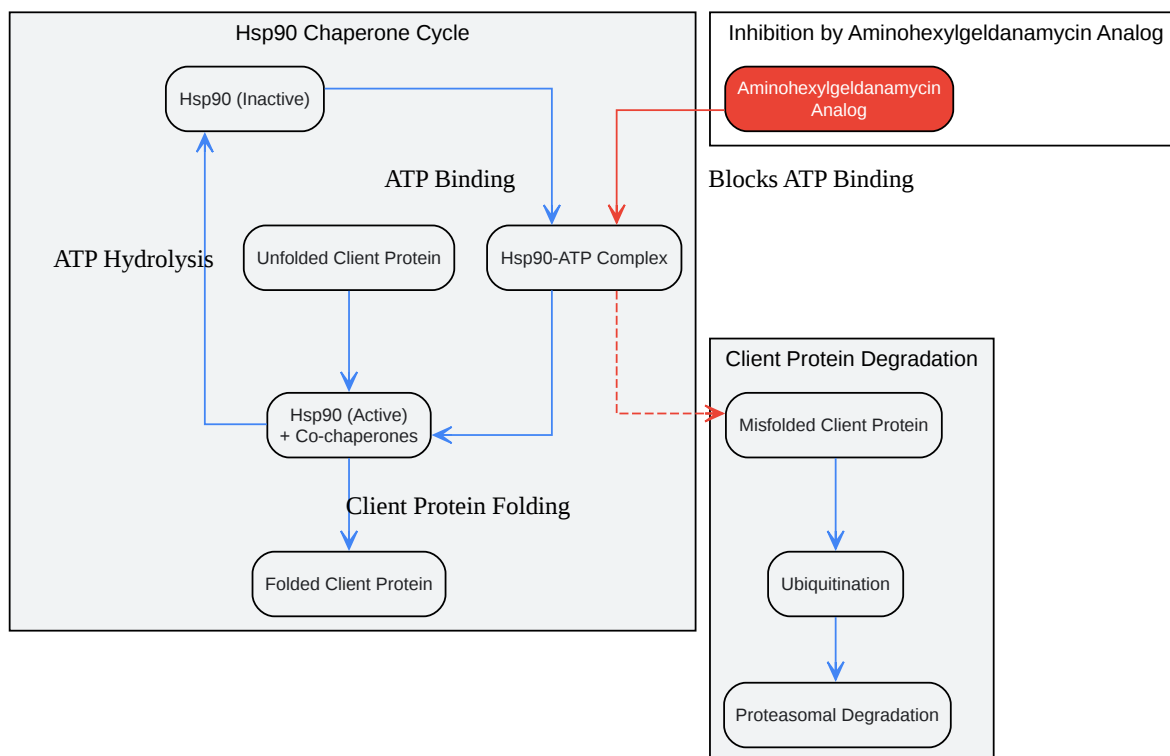 Hsp90 Chaperone Cycle
Inhibition by Aminohexylgeldanamycin Analog
Hsp90 (Inactive)
Aminohexylgeldanamycin
Analog
ATP Binding
Blocks ATP Binding
ATP Hydrolysis
Unfolded Client Protein
Hsp90-ATP Complex
Client Protein Degradation
Hsp90 (Active)
+ Co-chaperones
Misfolded Client Protein
Client Protein Folding
Folded Client Protein
Ubiquitination
Proteasomal Degradation